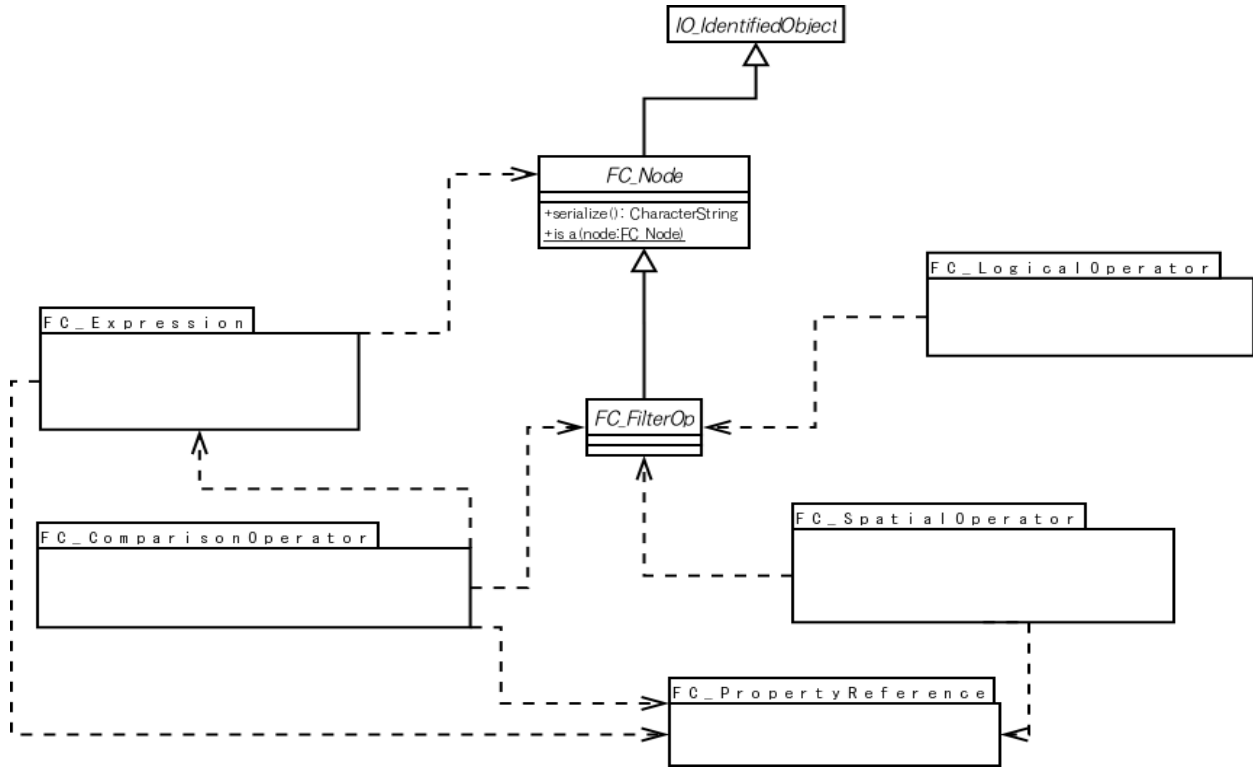 IO_IdentifiedObject
FC_Node
+serialize(): CharacterString
+is a(node:FC_Node)
FC_LogicalOperator
FC_Expression
FC_FilterOp
FC_SpatialOperator
FC_ComparisonOperator
FC_PropertyReference